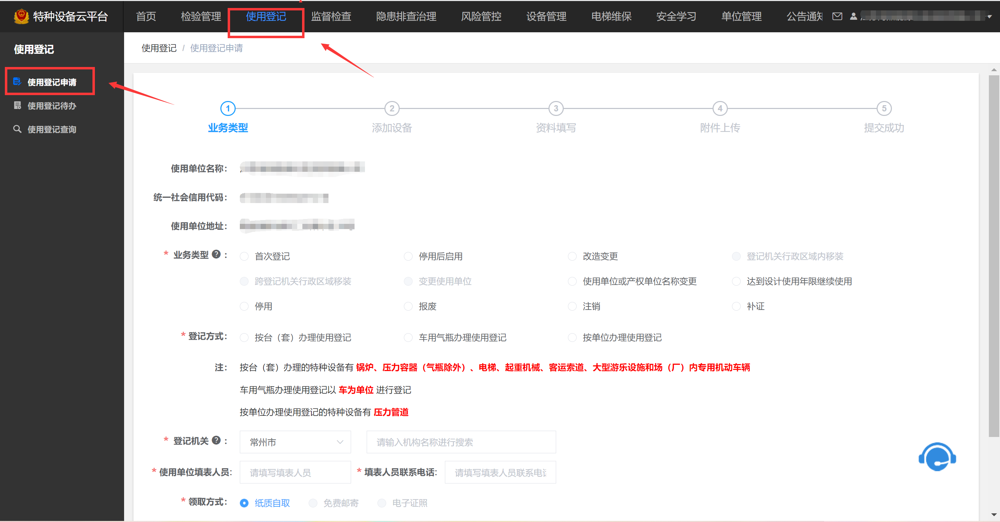 特种设备云平台 首页 检验管理 使用登记 监督检查 隐患排查治理 风险管控 设备管理 电梯维保 安全学习 单位管理 公告通知
使用登记
使用登记申请
使用登记待办
使用登记查询
使用登记 / 使用登记申请
1 2 3 4 5
业务类型 添加设备 资料填写 附件上传 提交成功
使用单位名称:
统一社会信用代码:
使用单位地址:
* 业务类型 ? : 首次登记 停用后启用 改造变更 登记机关行政区域内移装
跨登记机关行政区域移装 变更使用单位 使用单位或产权单位名称变更 达到设计使用年限继续使用
停用 报废 注销 补证
* 登记方式: 按台（套）办理使用登记 车用气瓶办理使用登记 按单位办理使用登记
注: 按台（套）办理的特种设备有 锅炉、压力容器（气瓶除外）、电梯、起重机械、客运索道、大型游乐设施和场（厂）内专用机动车辆
车用气瓶办理使用登记以 车为单位 进行登记
按单位办理使用登记的特种设备有 压力管道
* 登记机关 ? : 常州市 请输入机构名称进行搜索
* 使用单位填表人员: 请填写填表人员 * 填表人员联系电话: 请填写填表人员联系电话
* 领取方式: 纸质自取 免费邮寄 电子证照